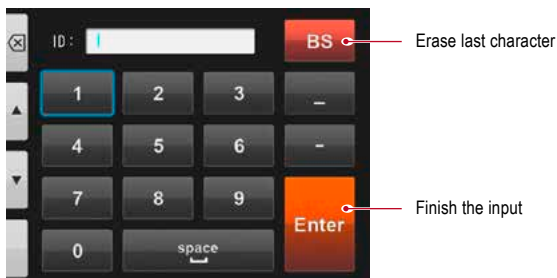 ID: BS Erase last character
1 2 3 _
4 5 6 -
7 8 9
Enter Finish the input
0 space